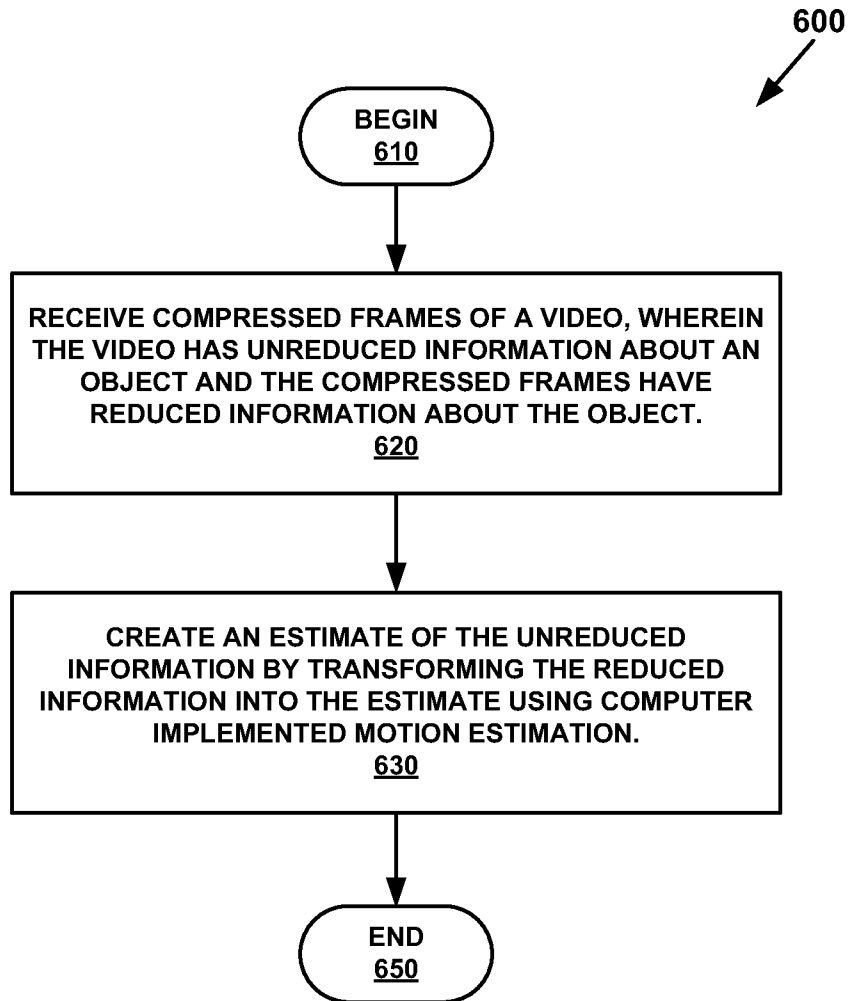 600
BEGIN
610
RECEIVE COMPRESSED FRAMES OF A VIDEO, WHEREIN
THE VIDEO HAS UNREDUCED INFORMATION ABOUT AN
OBJECT AND THE COMPRESSED FRAMES HAVE
REDUCED INFORMATION ABOUT THE OBJECT.
620
CREATE AN ESTIMATE OF THE UNREDUCED
INFORMATION BY TRANSFORMING THE REDUCED
INFORMATION INTO THE ESTIMATE USING COMPUTER
IMPLEMENTED MOTION ESTIMATION.
630
END
650